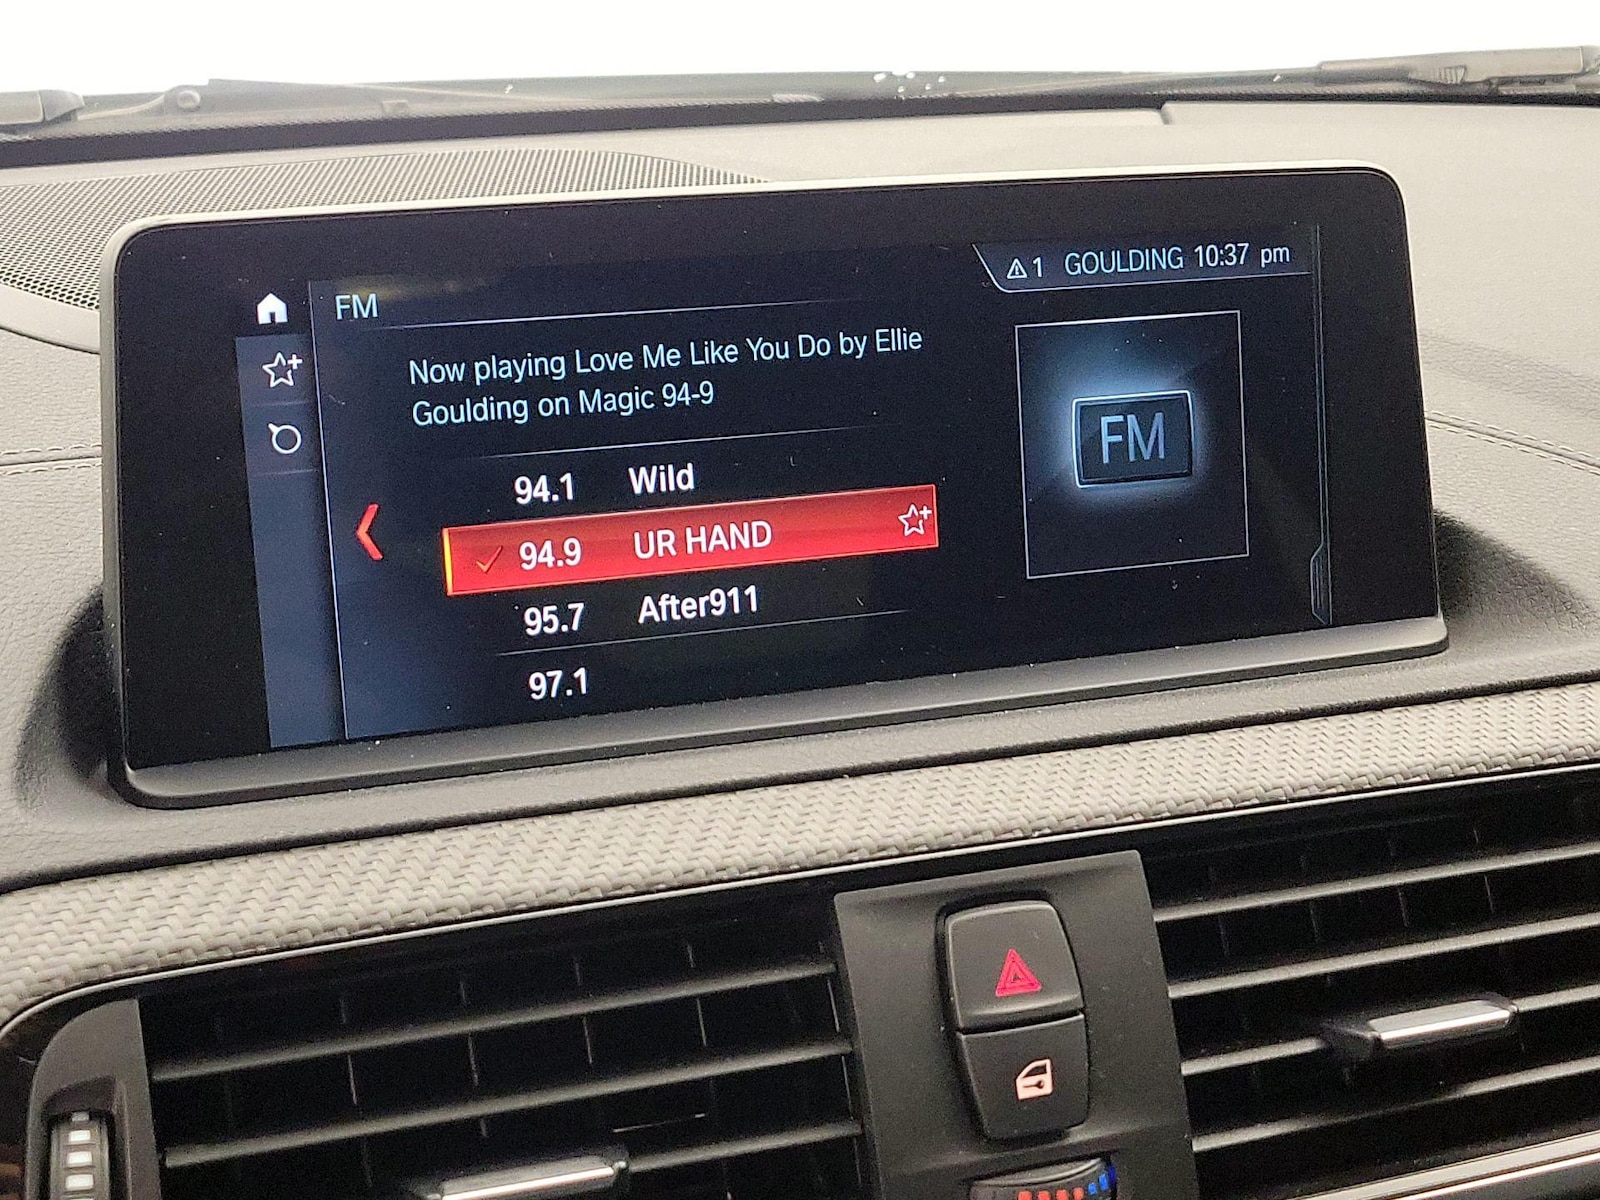 ⚠1 GOULDING 10:37 pm
FM
Now playing Love Me Like You Do by Ellie
Goulding on Magic 94-9
FM
94.1 Wild
94.9 UR HAND
95.7 After911
97.1